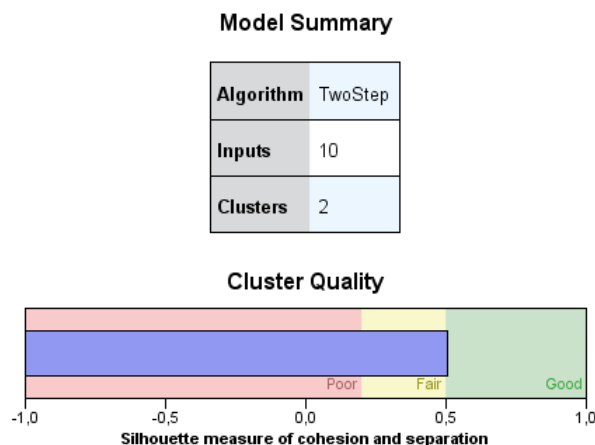 Model Summary
Algorithm TwoStep
Inputs 10
Clusters 2
Cluster Quality
Poor Fair Good
-1,0 -0,5 0,0 0,5 1,0
Silhouette measure of cohesion and separation